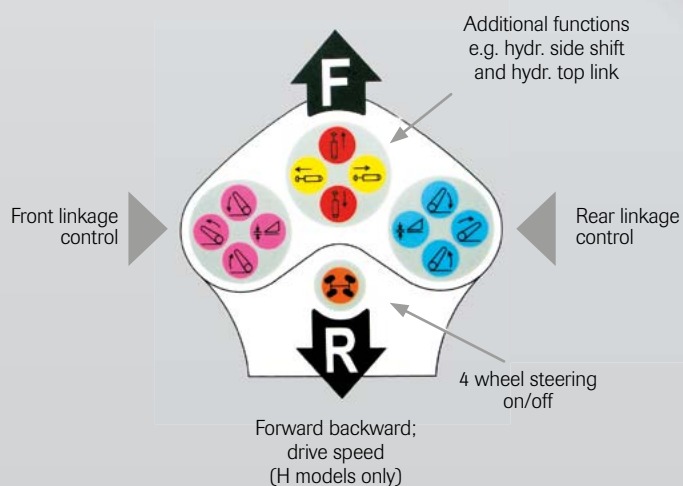 Additional functions
e.g. hydr. side shift
and hydr. top link
F
Front linkage
control
Rear linkage
control
R
4 wheel steering
on/off
Forward backward;
drive speed
(H models only)